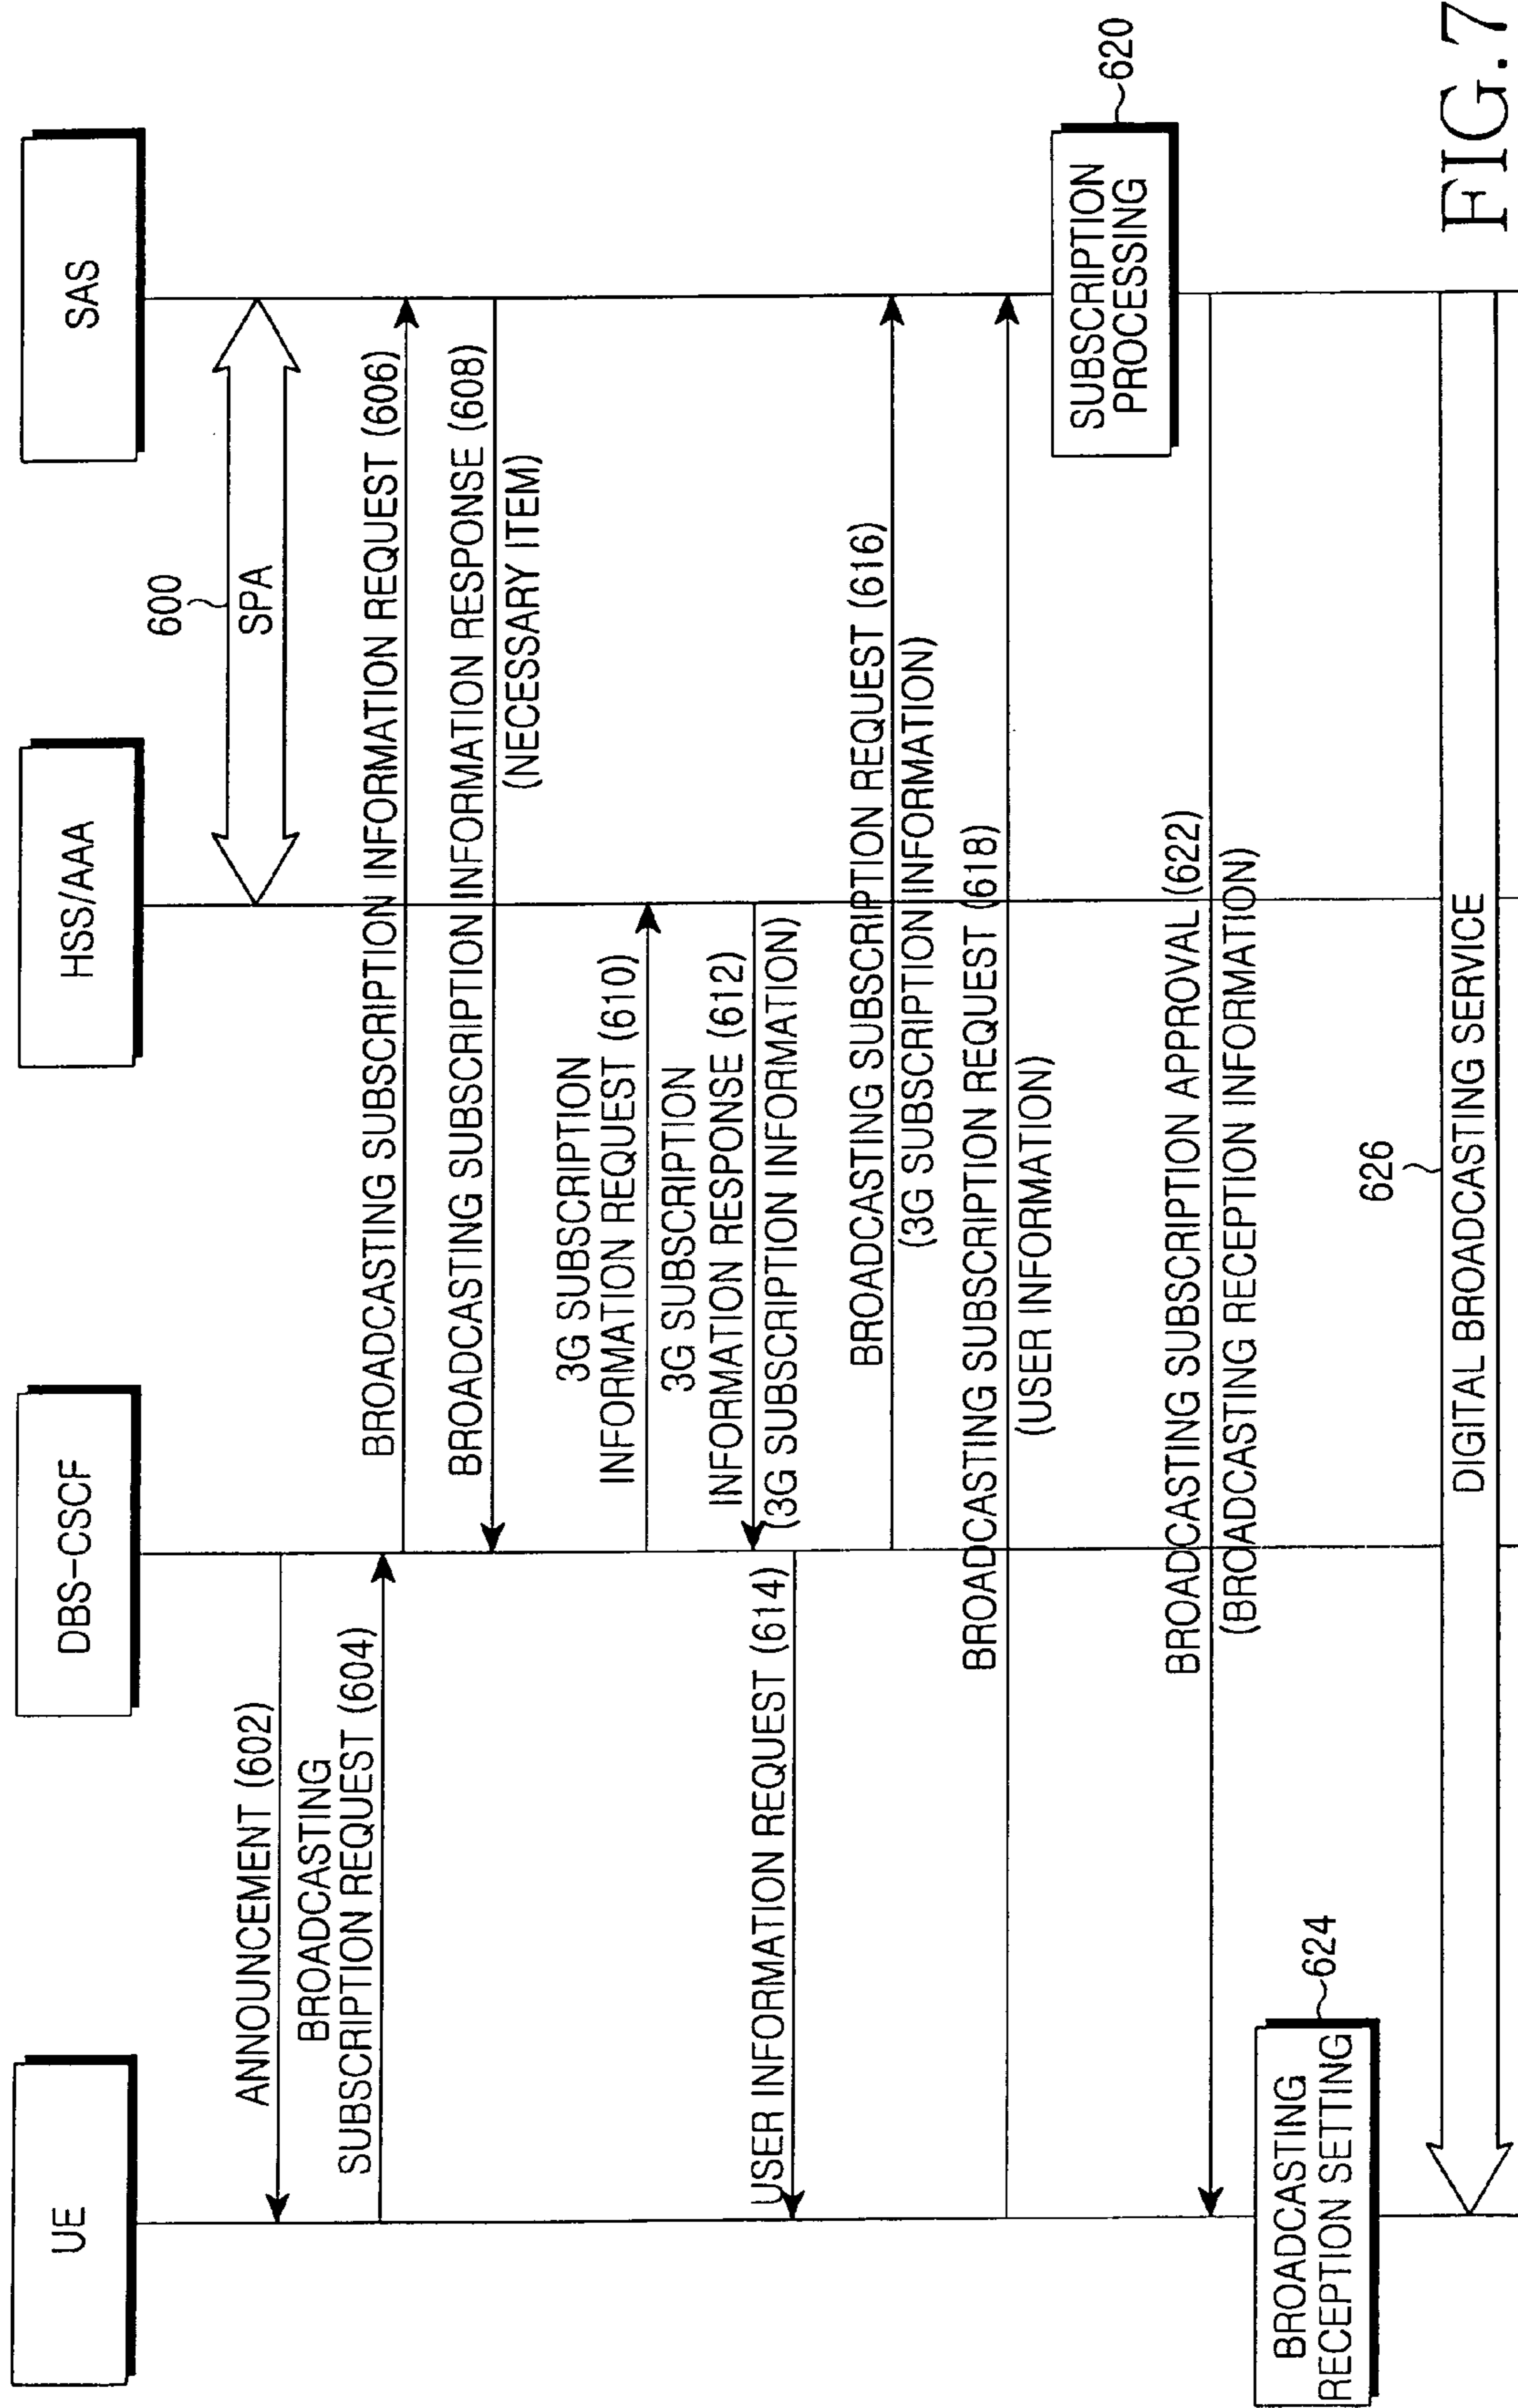 UE
DBS-CSCF
HSS/AAA
SAS
600
SPA
ANNOUNCEMENT (602)
BROADCASTING
SUBSCRIPTION REQUEST (604)
BROADCASTING SUBSCRIPTION INFORMATION REQUEST (606)
BROADCASTING SUBSCRIPTION INFORMATION RESPONSE (608)
(NECESSARY ITEM)
3G SUBSCRIPTION
INFORMATION REQUEST (610)
3G SUBSCRIPTION
INFORMATION RESPONSE (612)
(3G SUBSCRIPTION INFORMATION)
USER INFORMATION REQUEST (614)
BROADCASTING SUBSCRIPTION REQUEST (616)
(3G SUBSCRIPTION INFORMATION)
BROADCASTING SUBSCRIPTION REQUEST (618)
(USER INFORMATION)
SUBSCRIPTION
PROCESSING
620
BROADCASTING SUBSCRIPTION APPROVAL (622)
(BROADCASTING RECEPTION INFORMATION)
BROADCASTING
RECEPTION SETTING
624
626
DIGITAL BROADCASTING SERVICE
FIG.7